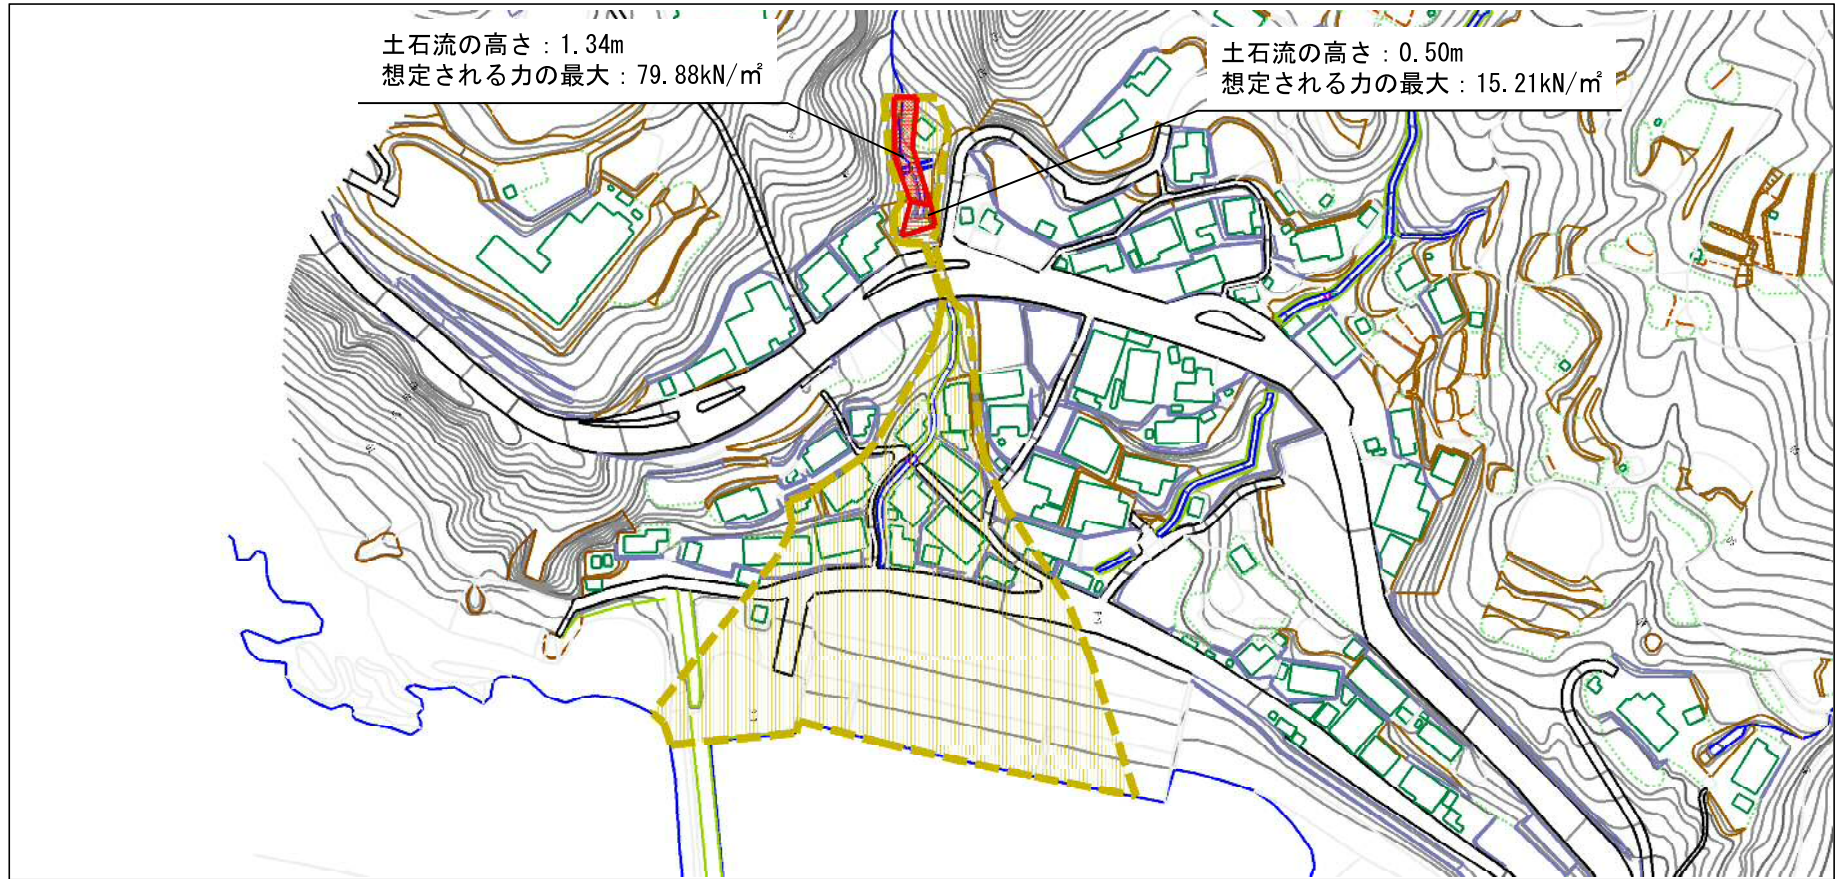 土石流の高さ：1.34m
想定される力の最大：79.88kN/㎡
土石流の高さ：0.50m
想定される力の最大：15.21kN/㎡